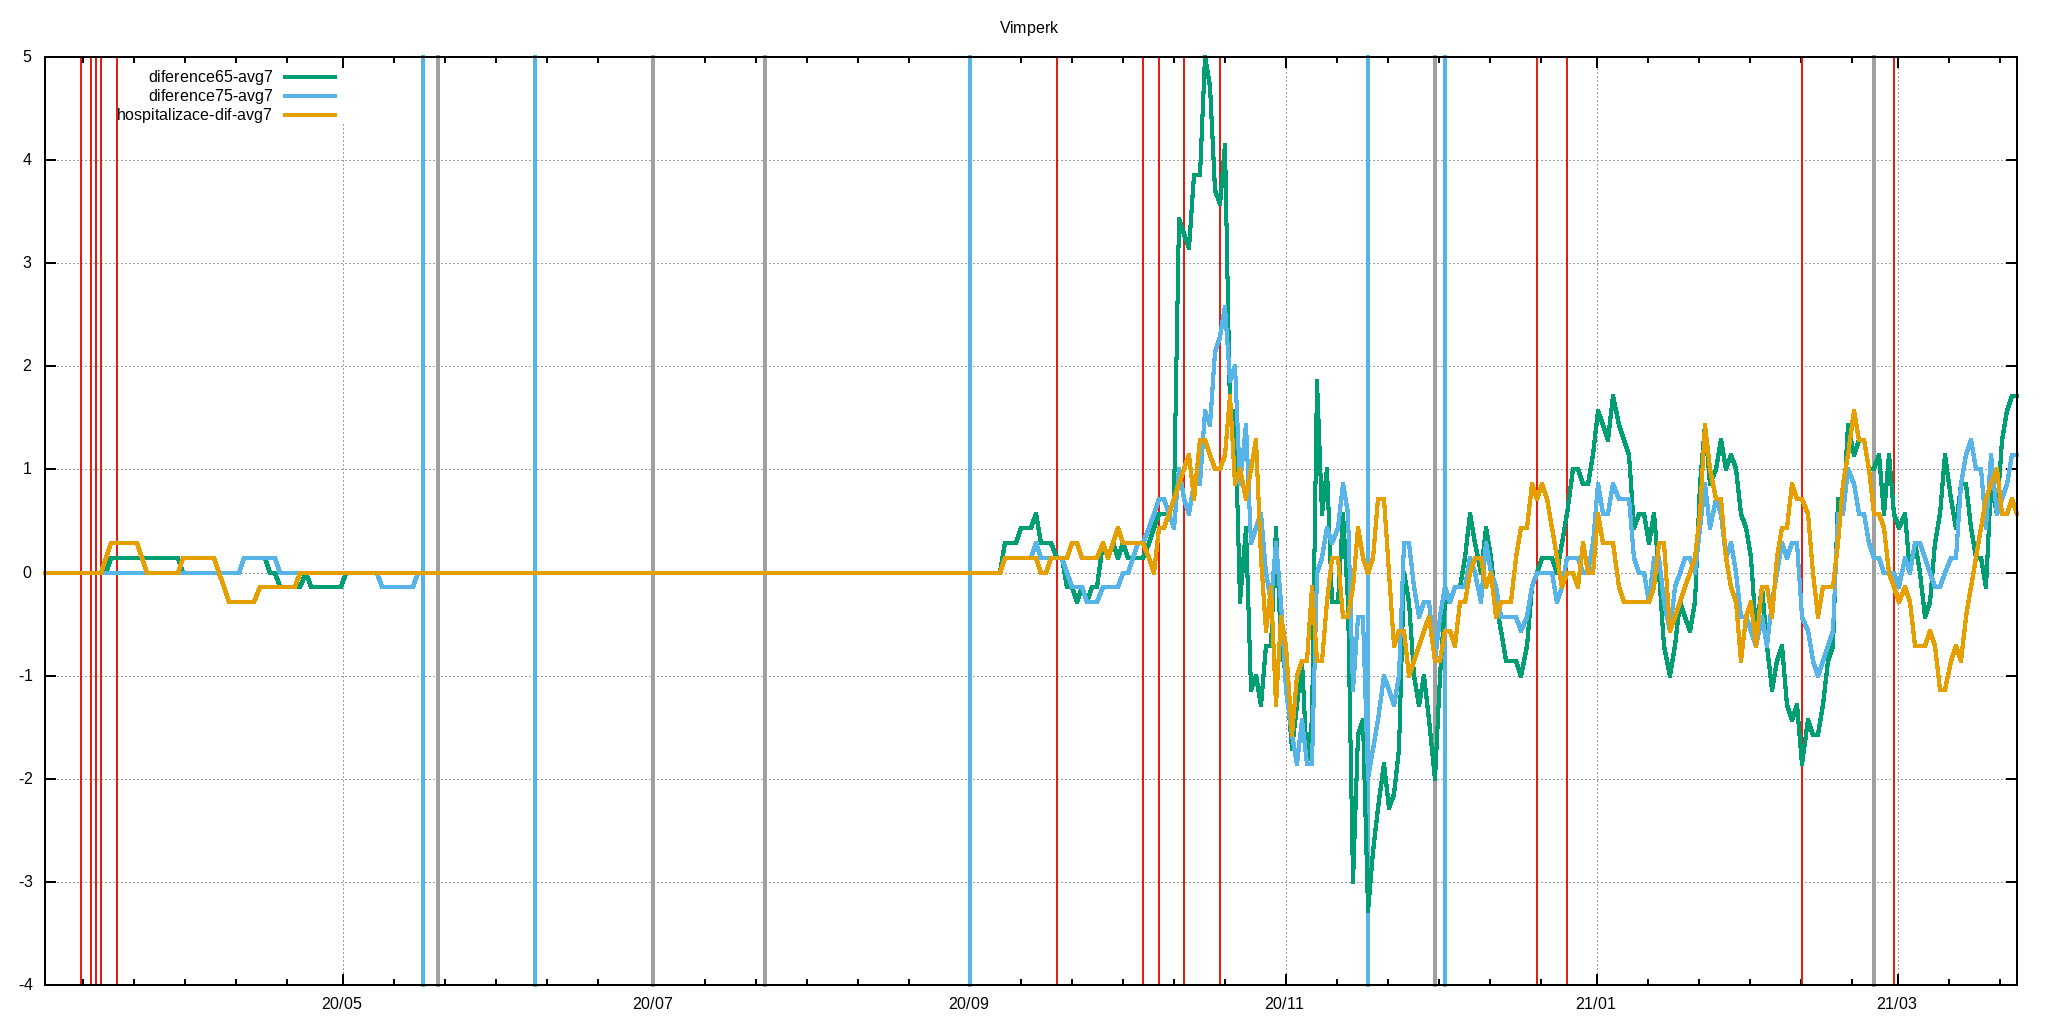 Vimperk
diference65-avg7
diference75-avg7
hospitalizace-dif-avg7
5
4
3
2
1
0
-1
-2
-3
-4
20/05 20/07 20/09 20/11 21/01 21/03